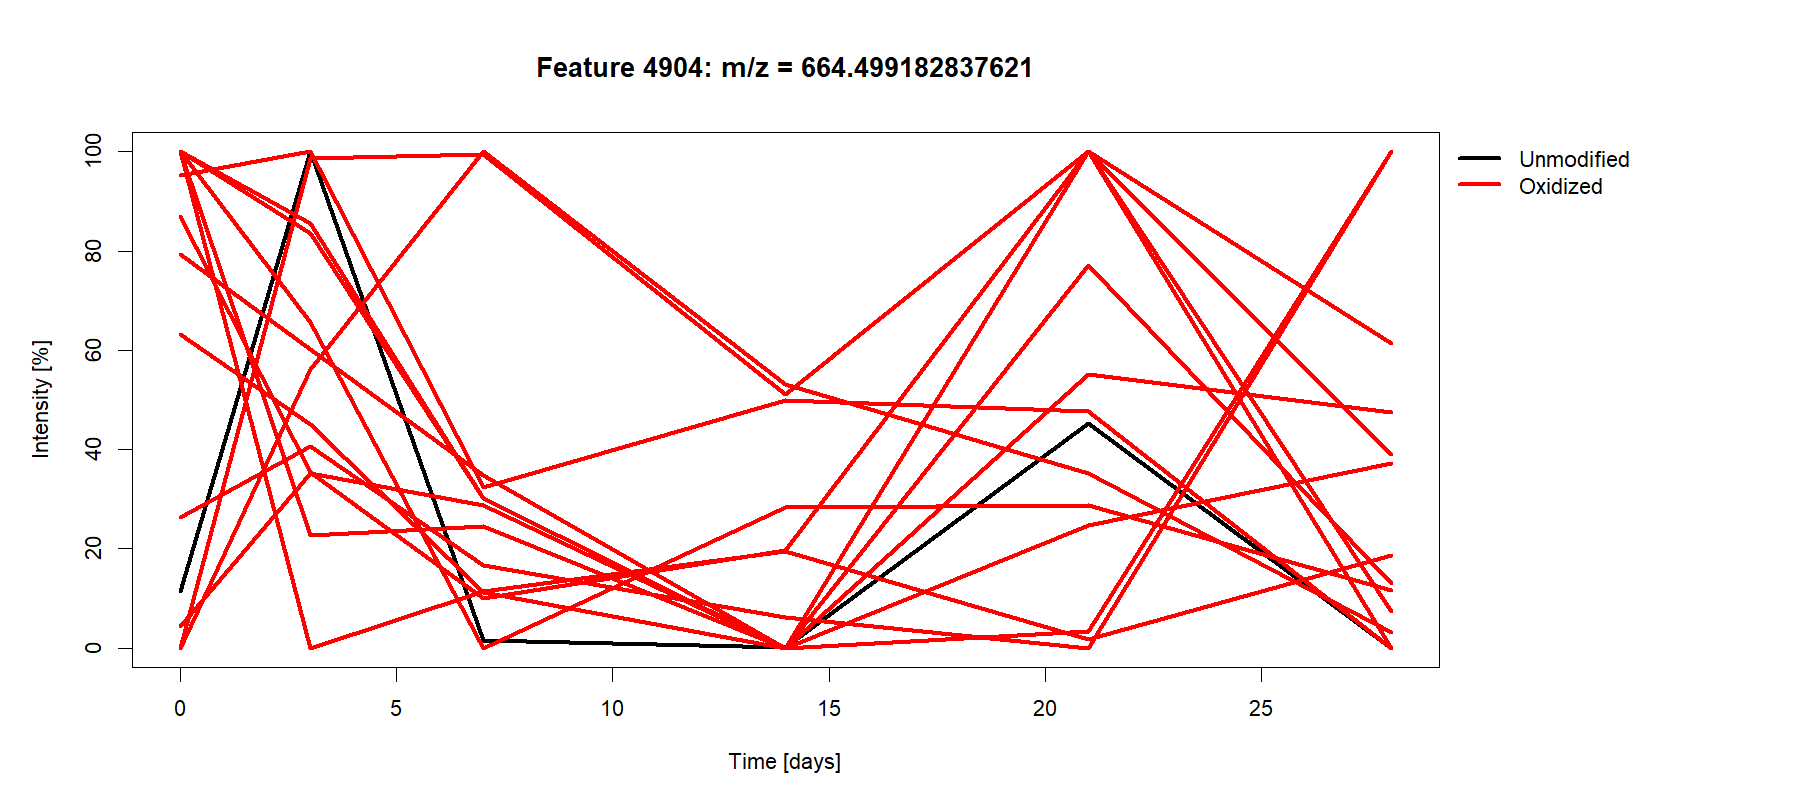 Feature 4904: m/z = 664.499182837621
Unmodified
Oxidized
100
80
60
40
20
0
Intensity [%]
0 5 10 15 20 25
Time [days]